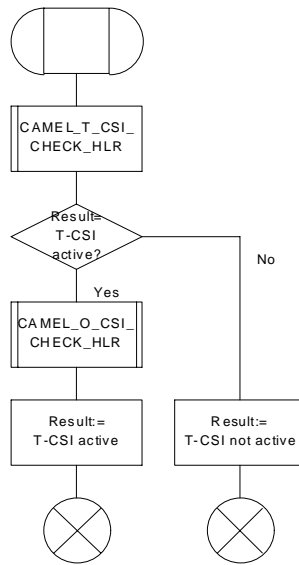 CAMEL_T_CSI_
CHECK_HLR
Result=
T-CSI
active?
No
Yes
CAMEL_O_CSI_
CHECK_HLR
Result:=
T-CSI active
Result:=
T-CSI not active